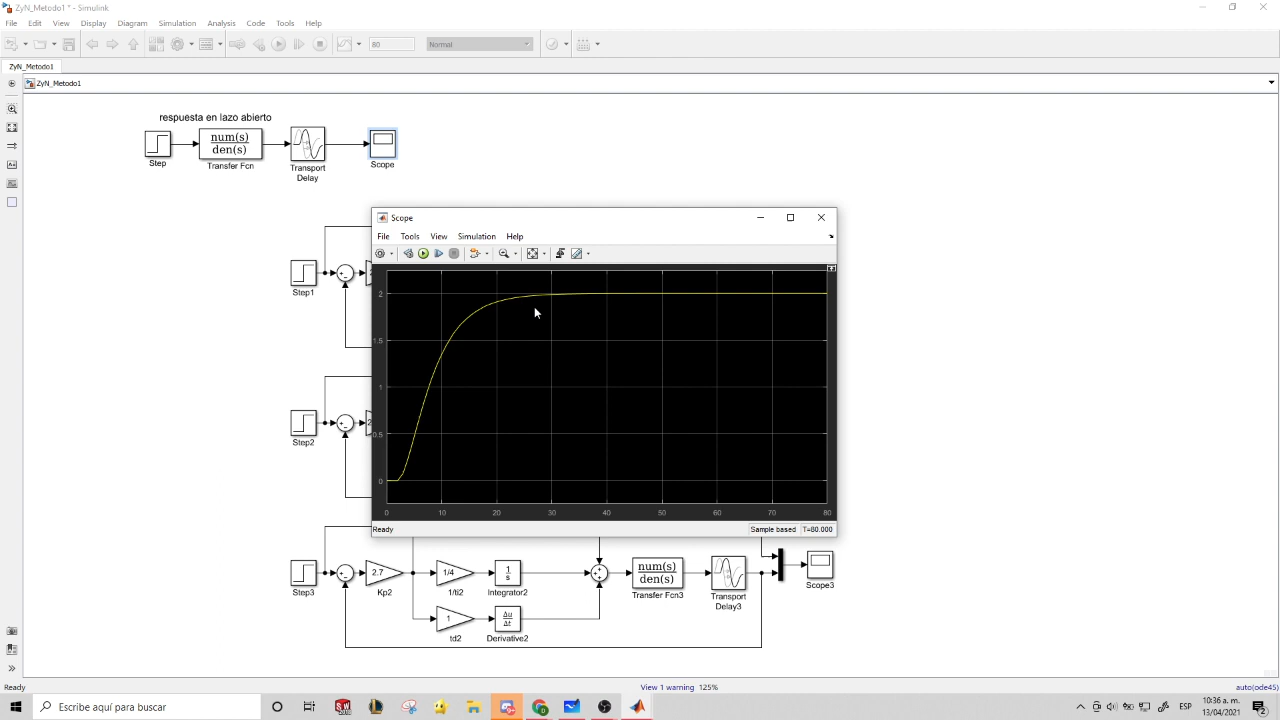 ZyN_Metodo1 * - Simulink
File Edit View Display Diagram Simulation Analysis Code Tools Help
80 Normal
ZyN_Metodo1
ZyN_Metodo1
respuesta en lazo abierto
num(s)
den(s)
Step Transfer Fcn Transport Delay Scope
Scope
File Tools View Simulation Help
2
1.5
1
0.5
0
0 10 20 30 40 50 60 70 80
Ready Sample based T=80.000
Step1
Step2
2.7 1/4 1/s num(s)
den(s)
Step3 Kp2 1/ti2 Integrator2 Transfer Fcn3 Transport Delay3 Scope3
1 Δu/Δt
td2 Derivative2
Ready View 1 warning 125% auto(ode45)
Escribe aquí para buscar ESP 10:36 a. m.
13/04/2021 2